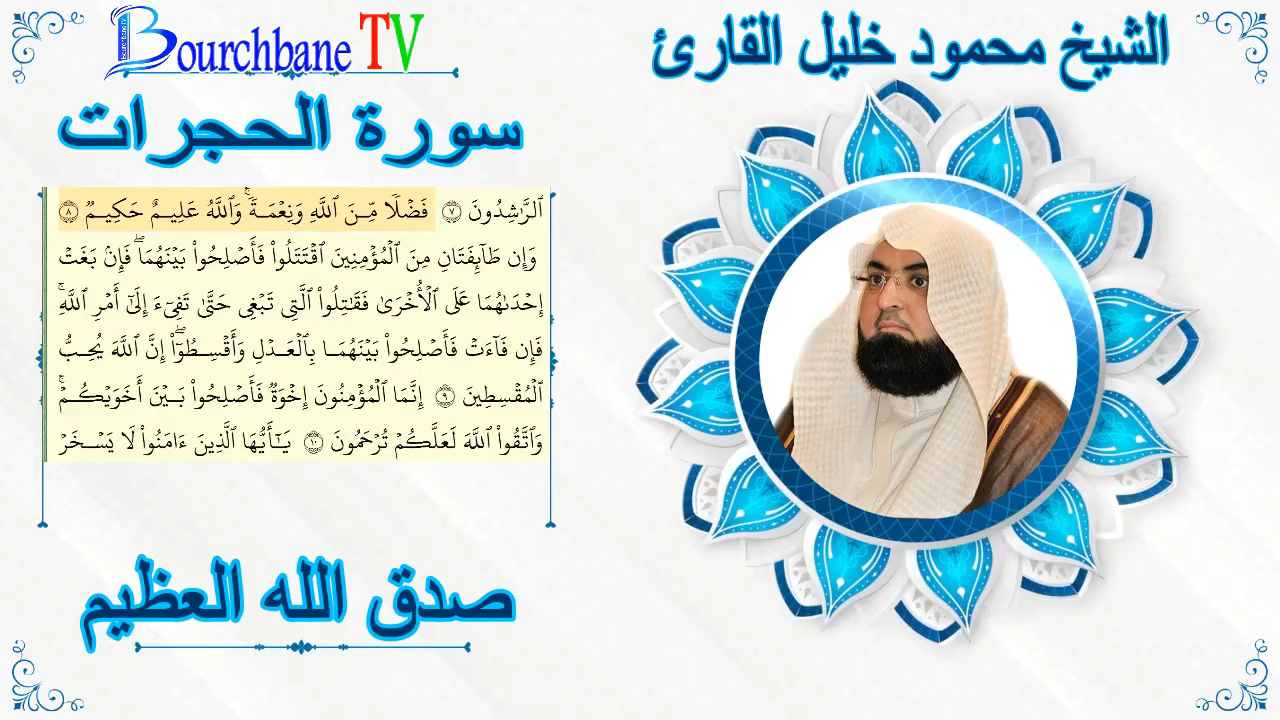 Bourchbane TV
الشيخ محمود خليل القارئ
سورة الحجرات
ٱلرَّٰشِدُونَ ٧ فَضۡلٗا مِّنَ ٱللَّهِ وَنِعۡمَةٗۚ وَٱللَّهُ عَلِيمٌ حَكِيمٞ ٨
وَإِن طَآئِفَتَانِ مِنَ ٱلۡمُؤۡمِنِينَ ٱقۡتَتَلُواْ فَأَصۡلِحُواْ بَيۡنَهُمَاۖ فَإِنۢ بَغَتۡ
إِحۡدَىٰهُمَا عَلَى ٱلۡأُخۡرَىٰ فَقَٰتِلُواْ ٱلَّتِي تَبۡغِي حَتَّىٰ تَفِيٓءَ إِلَىٰٓ أَمۡرِ ٱللَّهِۚ
فَإِن فَآءَتۡ فَأَصۡلِحُواْ بَيۡنَهُمَا بِٱلۡعَدۡلِ وَأَقۡسِطُوٓاْۖ إِنَّ ٱللَّهَ يُحِبُّ
ٱلۡمُقۡسِطِينَ ٩ إِنَّمَا ٱلۡمُؤۡمِنُونَ إِخۡوَةٞ فَأَصۡلِحُواْ بَيۡنَ أَخَوَيۡكُمۡۚ
وَٱتَّقُواْ ٱللَّهَ لَعَلَّكُمۡ تُرۡحَمُونَ ١٠ يَٰٓأَيُّهَا ٱلَّذِينَ ءَامَنُواْ لَا يَسۡخَرۡ
صدق الله العظيم